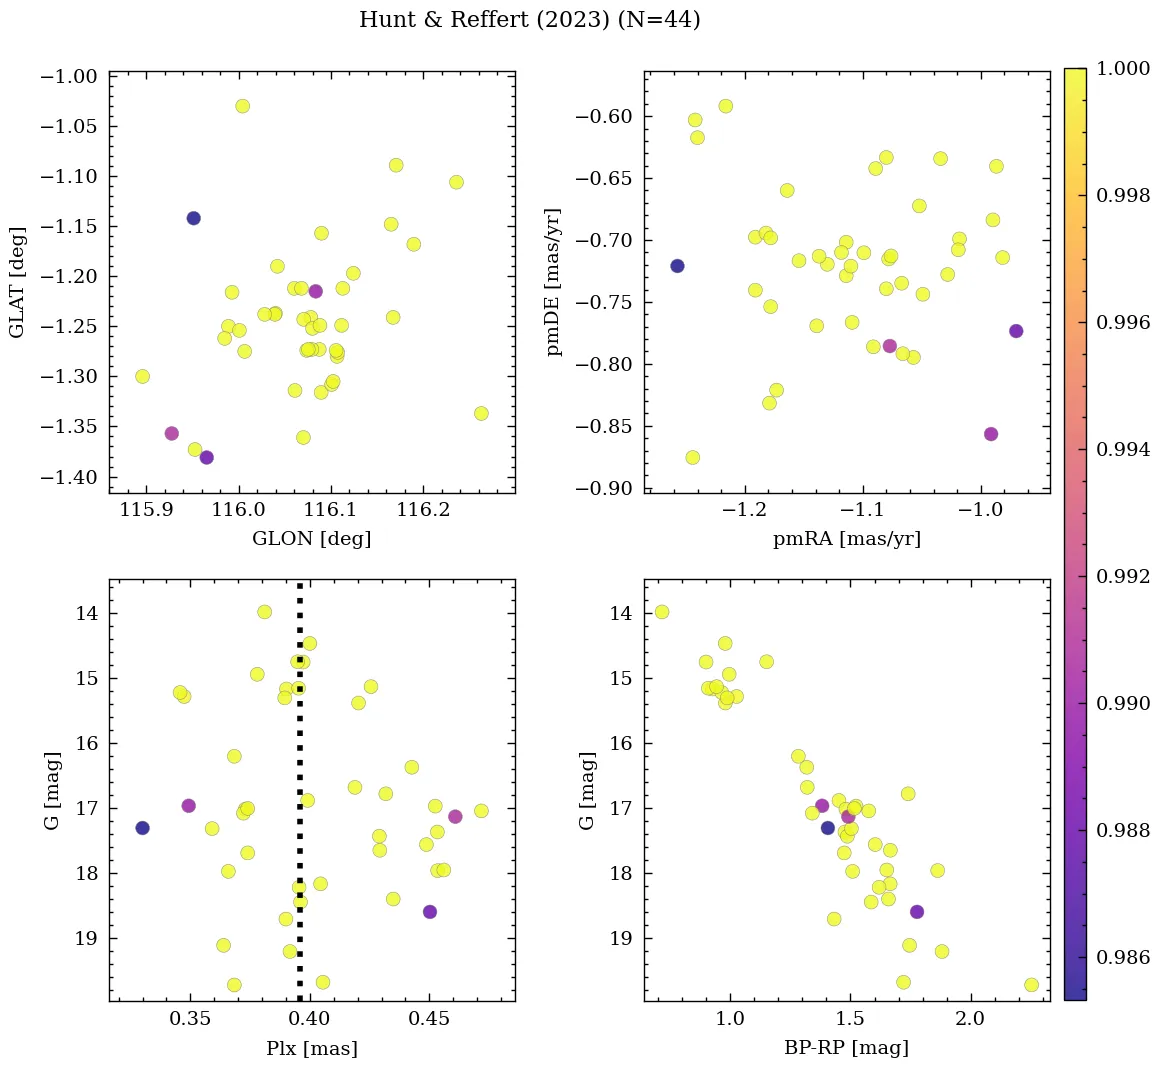 Hunt & Reffert (2023) (N=44)
−1.00
−1.05
−1.10
−1.15
−1.20
−1.25
−1.30
−1.35
−1.40
GLAT [deg]
115.9 116.0 116.1 116.2
GLON [deg]
−0.60
−0.65
−0.70
−0.75
−0.80
−0.85
−0.90
pmDE [mas/yr]
−1.2 −1.1 −1.0
pmRA [mas/yr]
14
15
16
17
18
19
G [mag]
0.35 0.40 0.45
Plx [mas]
14
15
16
17
18
19
G [mag]
1.0 1.5 2.0
BP-RP [mag]
1.000
0.998
0.996
0.994
0.992
0.990
0.988
0.986